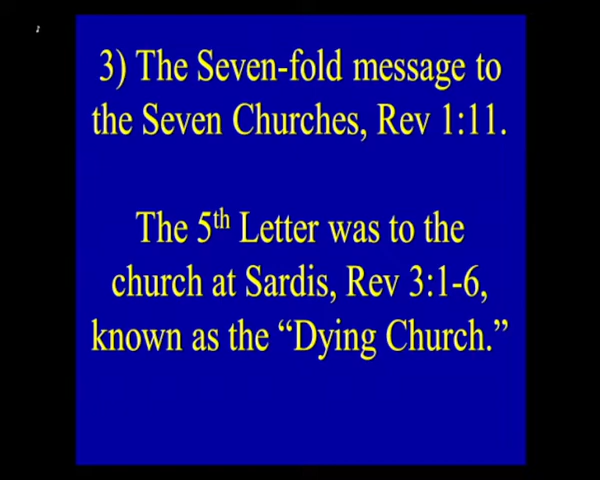 3) The Seven-fold message to
the Seven Churches, Rev 1:11.
The 5th Letter was to the
church at Sardis, Rev 3:1-6,
known as the “Dying Church.”